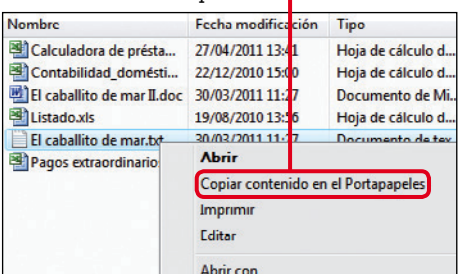 Nombre Fecha modificación Tipo
Calculadora de présta... 27/04/2011 13:41 Hoja de cálculo d...
Contabilidad_domésti... 22/12/2010 15:00 Hoja de cálculo d...
El caballito de mar II.doc 30/03/2011 11:27 Documento de Mi...
Listado.xls 19/08/2010 13:56 Hoja de cálculo d...
El caballito de mar.txt 30/03/2011 11:27 Documento de tex
Pagos extraordinario
Abrir
Copiar contenido en el Portapapeles
Imprimir
Editar
Abrir con